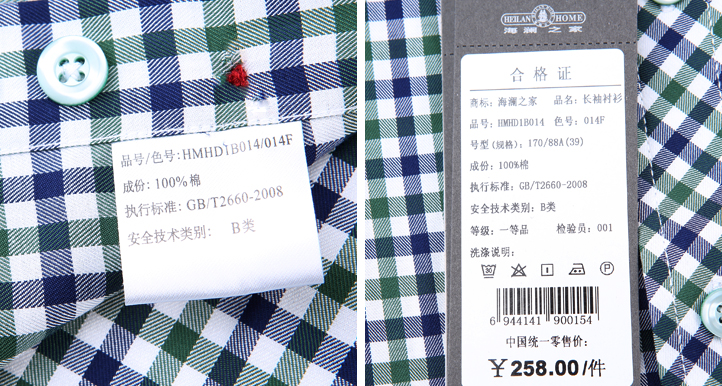 品号/色号:HMHD1B014/014F
成份: 100%棉
执行标准: GB/T2660-2008
安全技术类别: B类
HEILAN HOME
海澜之家
合格证
商标: 海澜之家 品名: 长袖衬衫
品号: HMHD1B014 色号: 014F
号型(规格): 170/88A(39)
成份: 100%棉
执行标准: GB/T2660-2008
安全技术类别: B类
等级: 一等品 检验员: 001
洗涤说明:
P
6 944141 900154
中国统一零售价:
¥258.00/件